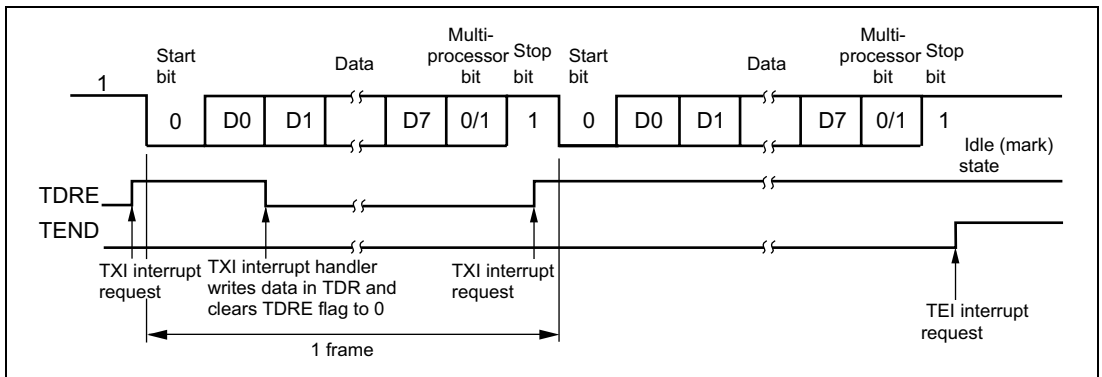 Multi- Multi-
Start processor Stop Start processor Stop
bit Data bit bit bit Data bit bit
1
0 D0 D1 D7 0/1 1 0 D0 D1 D7 0/1 1
Idle (mark)
state
TDRE
TEND
TXI interrupt
request
TXI interrupt handler
writes data in TDR and
clears TDRE flag to 0
TXI interrupt
request
TEI interrupt
request
1 frame